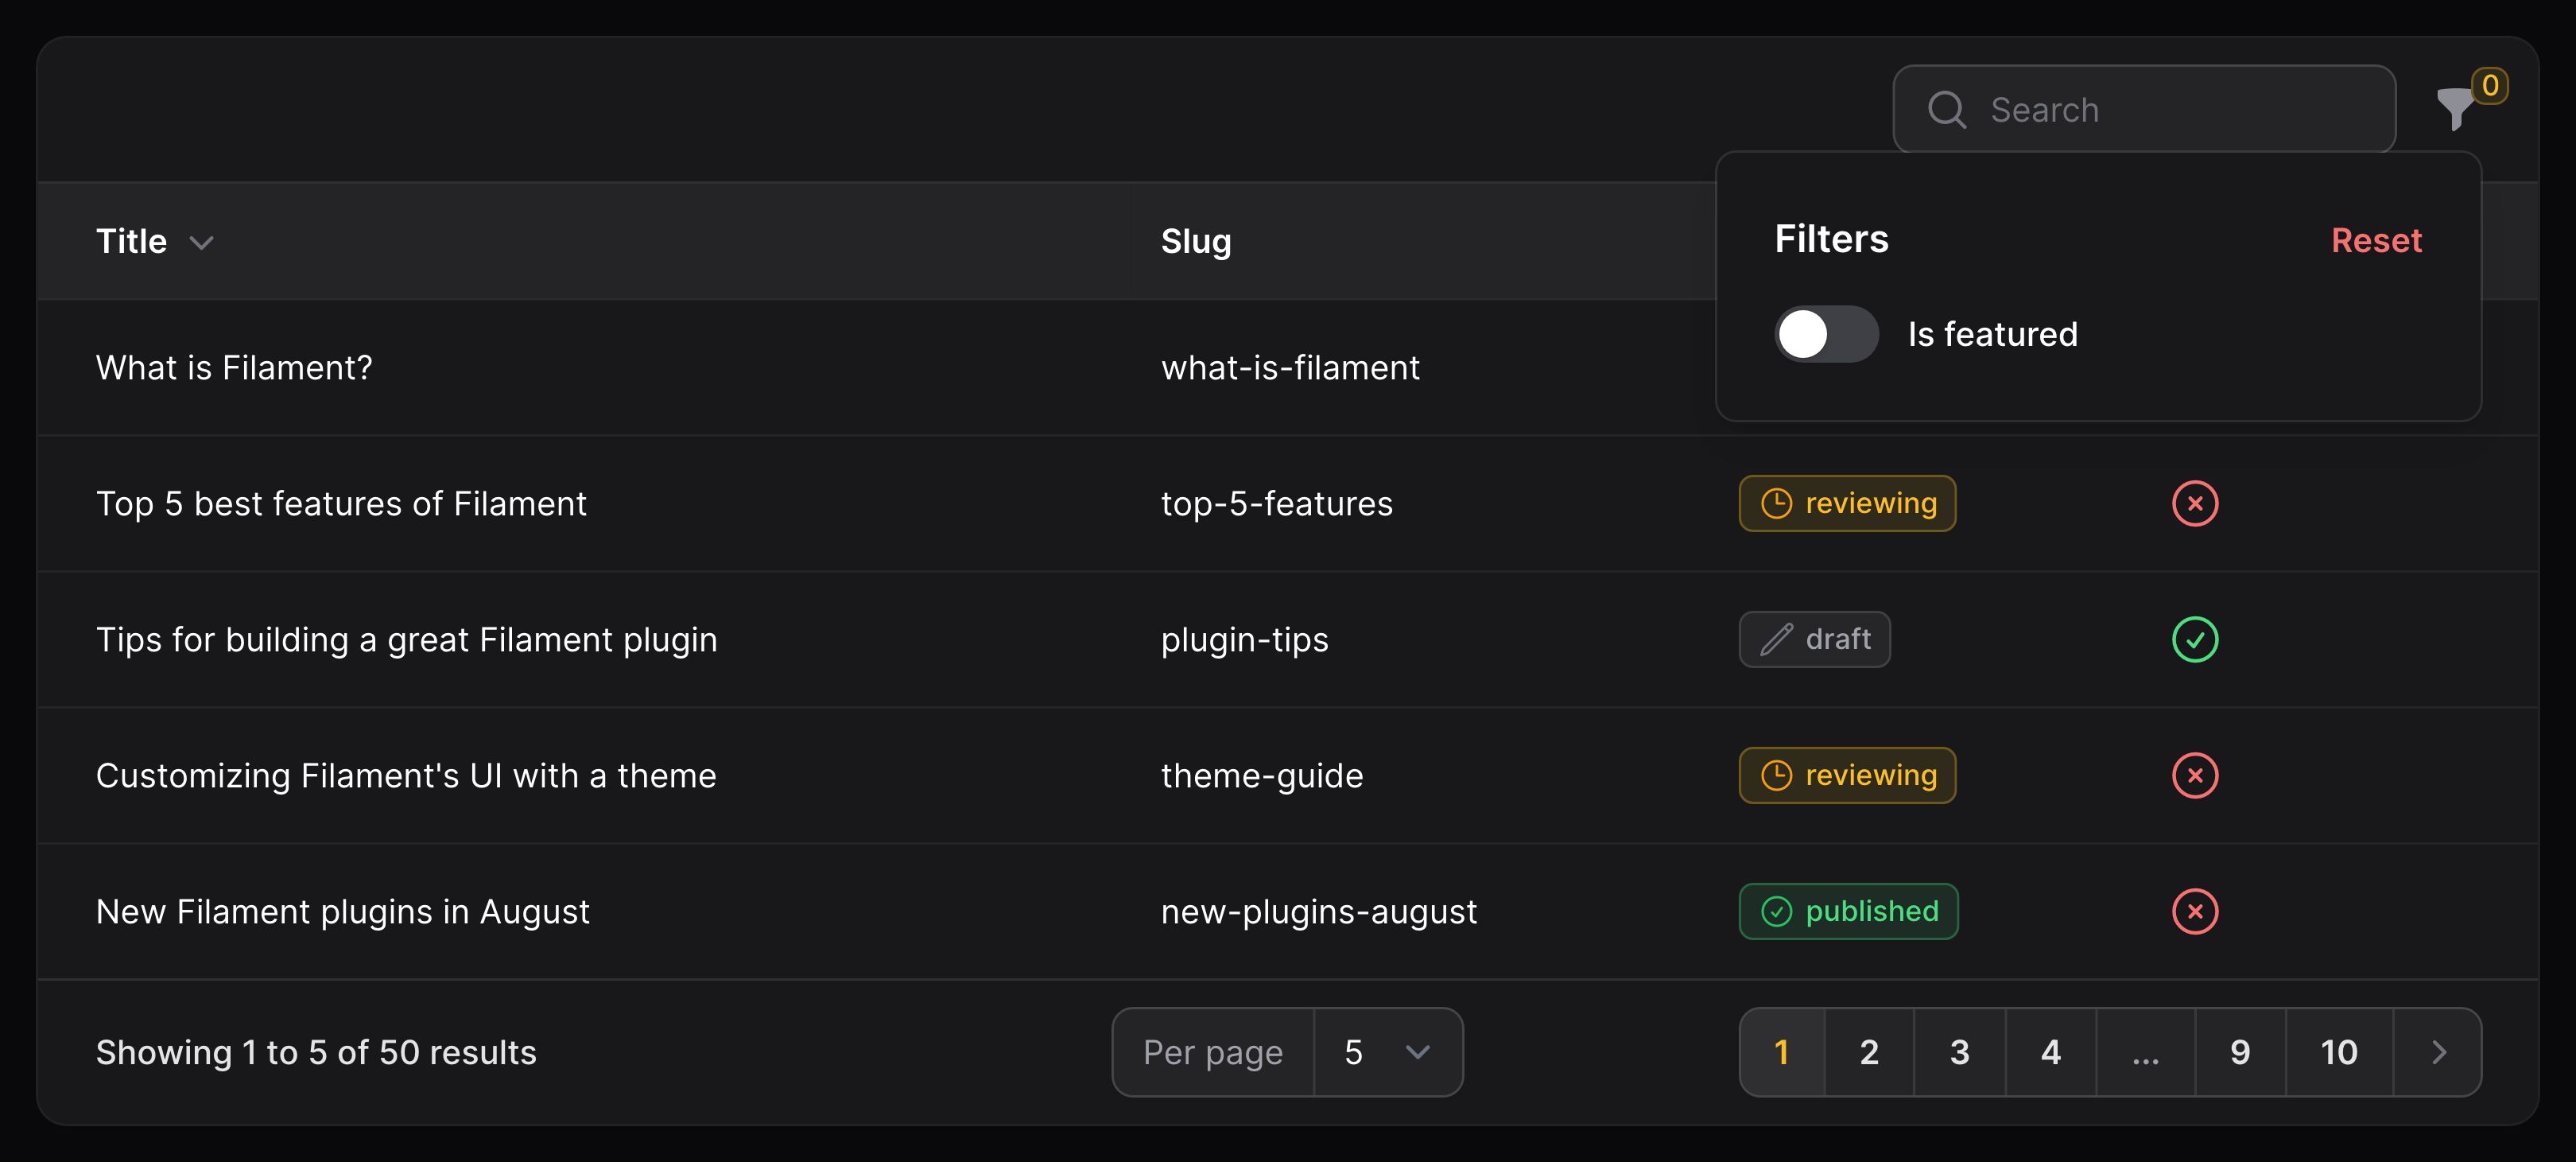 Search
0
Filters Reset
Title Slug
Is featured
What is Filament? what-is-filament
Top 5 best features of Filament top-5-features reviewing
Tips for building a great Filament plugin plugin-tips draft
Customizing Filament's UI with a theme theme-guide reviewing
New Filament plugins in August new-plugins-august published
Showing 1 to 5 of 50 results Per page 5 1 2 3 4 ... 9 10